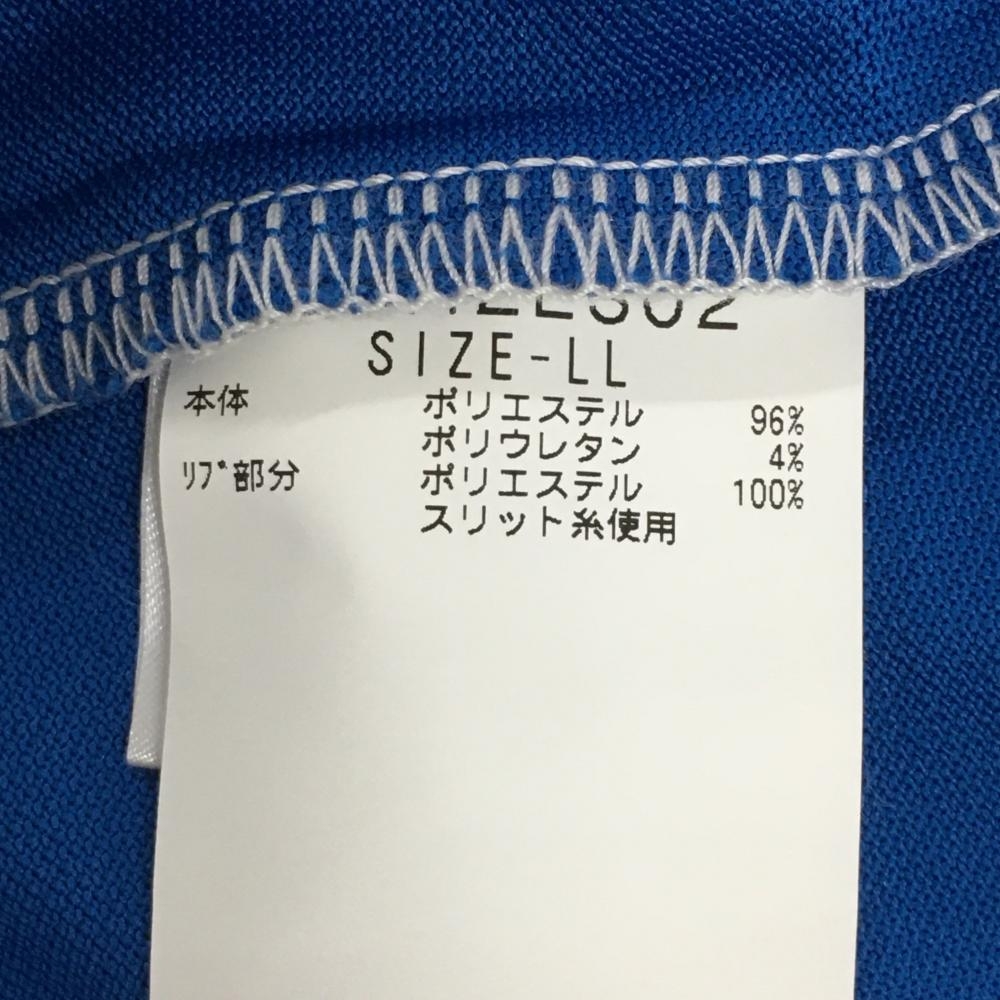 SIZE-LL
本体 ポリエステル 96%
ポリウレタン 4%
ﾘﾌﾞ部分 ポリエステル 100%
スリット糸使用